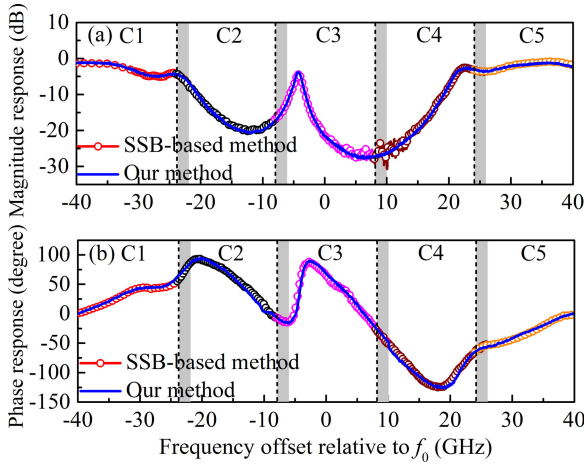 Magnitude response (dB)
10
0
-10
-20
-30
-40
(a) C1 C2 C3 C4 C5
SSB-based method
Our method
-40 -30 -20 -10 0 10 20 30 40
Phase response (degree)
100
50
0
-50
-100
-150
(b) C1 C2 C3 C4 C5
SSB-based method
Our method
-40 -30 -20 -10 0 10 20 30 40
Frequency offset relative to f0 (GHz)